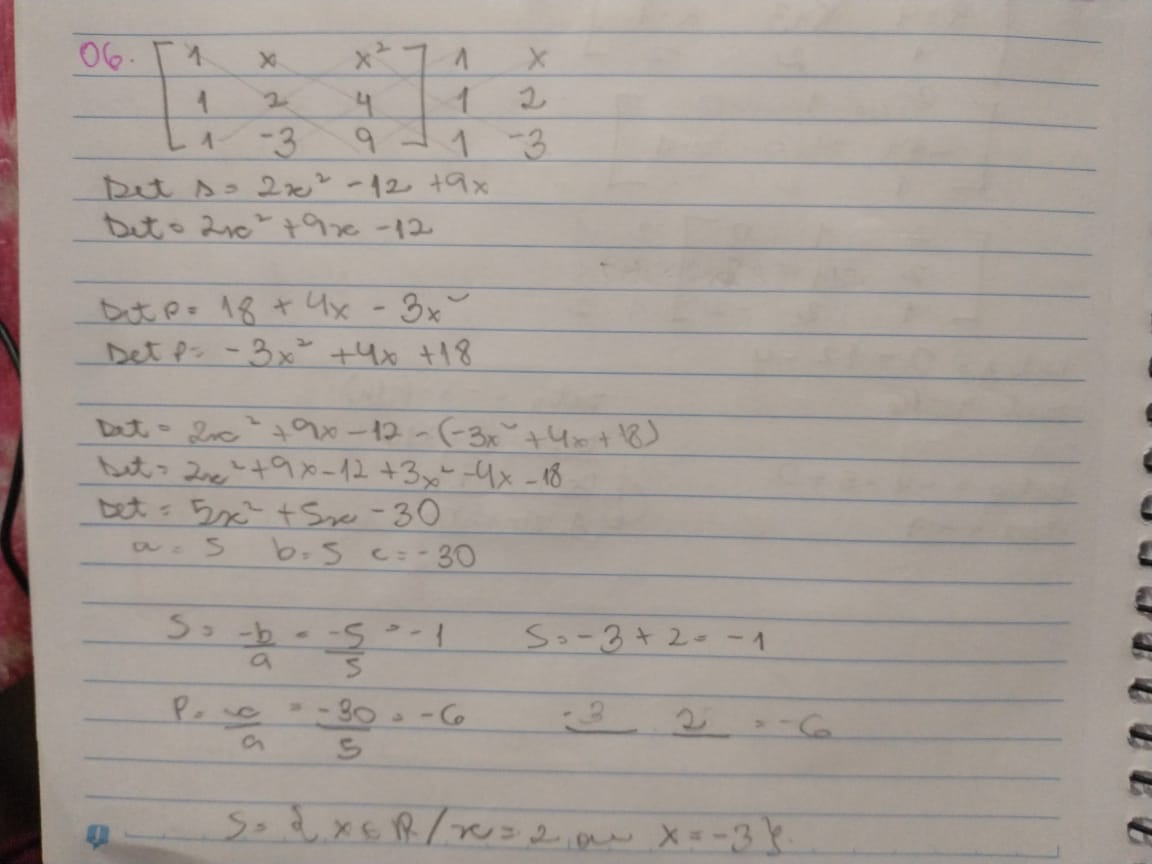 06. [1 x x² ] 1 x
1 2 4 1 2
1 -3 9 1 -3
Det S = 2x² - 12 + 9x
Det = 2x² + 9x - 12
Det P = 18 + 4x - 3x²
Det P = -3x² + 4x + 18
Det = 2x² + 9x - 12 - (-3x² + 4x + 18)
Det = 2x² + 9x - 12 + 3x² - 4x - 18
Det = 5x² + 5x - 30
a = 5 b = 5 c = -30
S = -b/a = -5/5 = -1 S = -3 + 2 = -1
P = c/a = -30/5 = -6 -3 2 = -6
S = { x ∈ R / x = 2 ou x = -3 }.